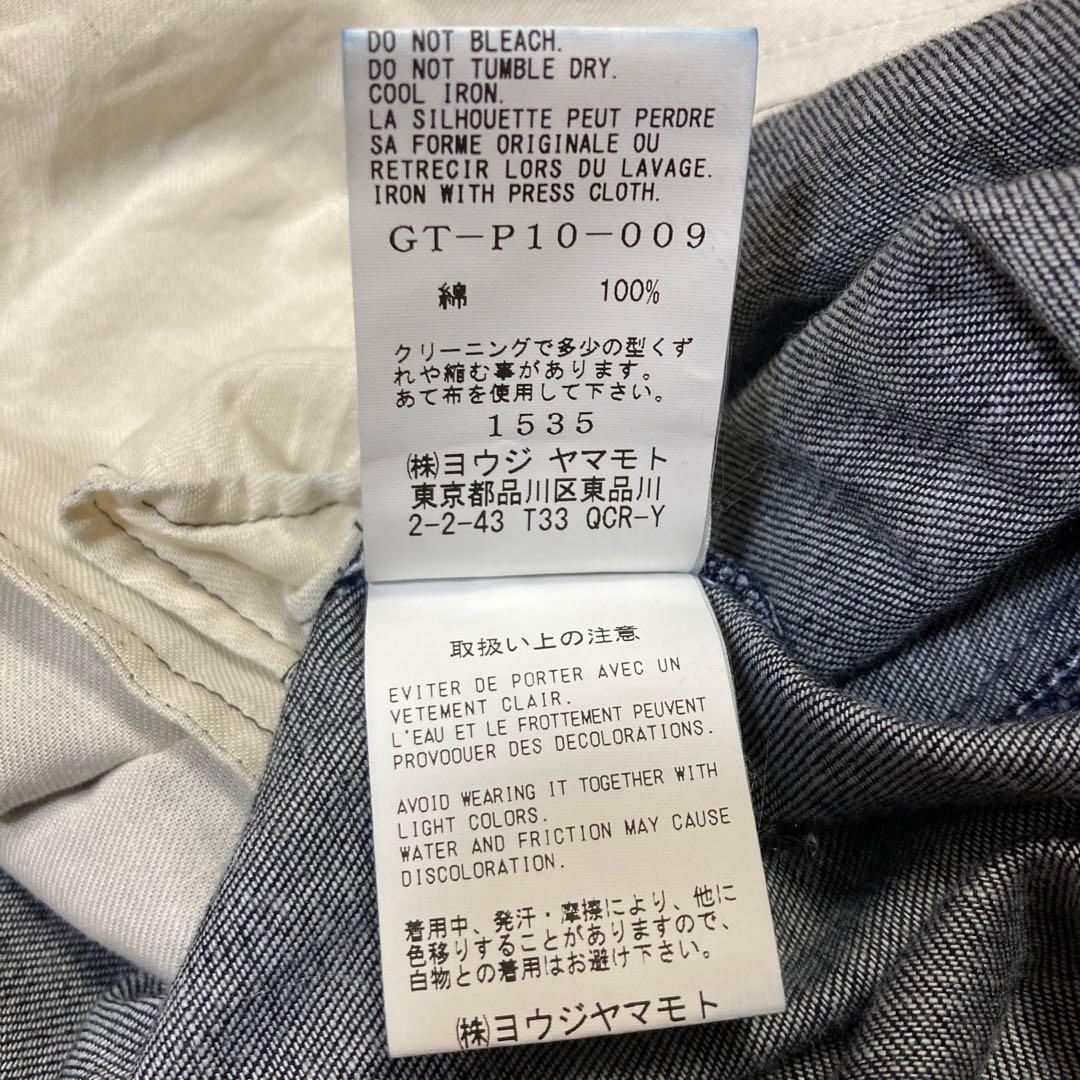 DO NOT BLEACH.
DO NOT TUMBLE DRY.
COOL IRON.
LA SILHOUETTE PEUT PERDRE
SA FORME ORIGINALE OU
RETRECIR LORS DU LAVAGE.
IRON WITH PRESS CLOTH.
GT-P10-009
綿 100%
クリーニングで多少の型くず
れや縮む事があります。
あて布を使用して下さい。
1535
㈱ヨウジ ヤマモト
東京都品川区東品川
2-2-43 T33 QCR-Y
取扱い上の注意
EVITER DE PORTER AVEC UN
VETEMENT CLAIR.
L'EAU ET LE FROTTEMENT PEUVENT
PROVOOUER DES DECOLORATIONS.
AVOID WEARING IT TOGETHER WITH
LIGHT COLORS.
WATER AND FRICTION MAY CAUSE
DISCOLORATION.
着用中、発汗・摩擦により、他に
色移りすることがありますので、
白物との着用はお避け下さい。
㈱ヨウジヤマモト